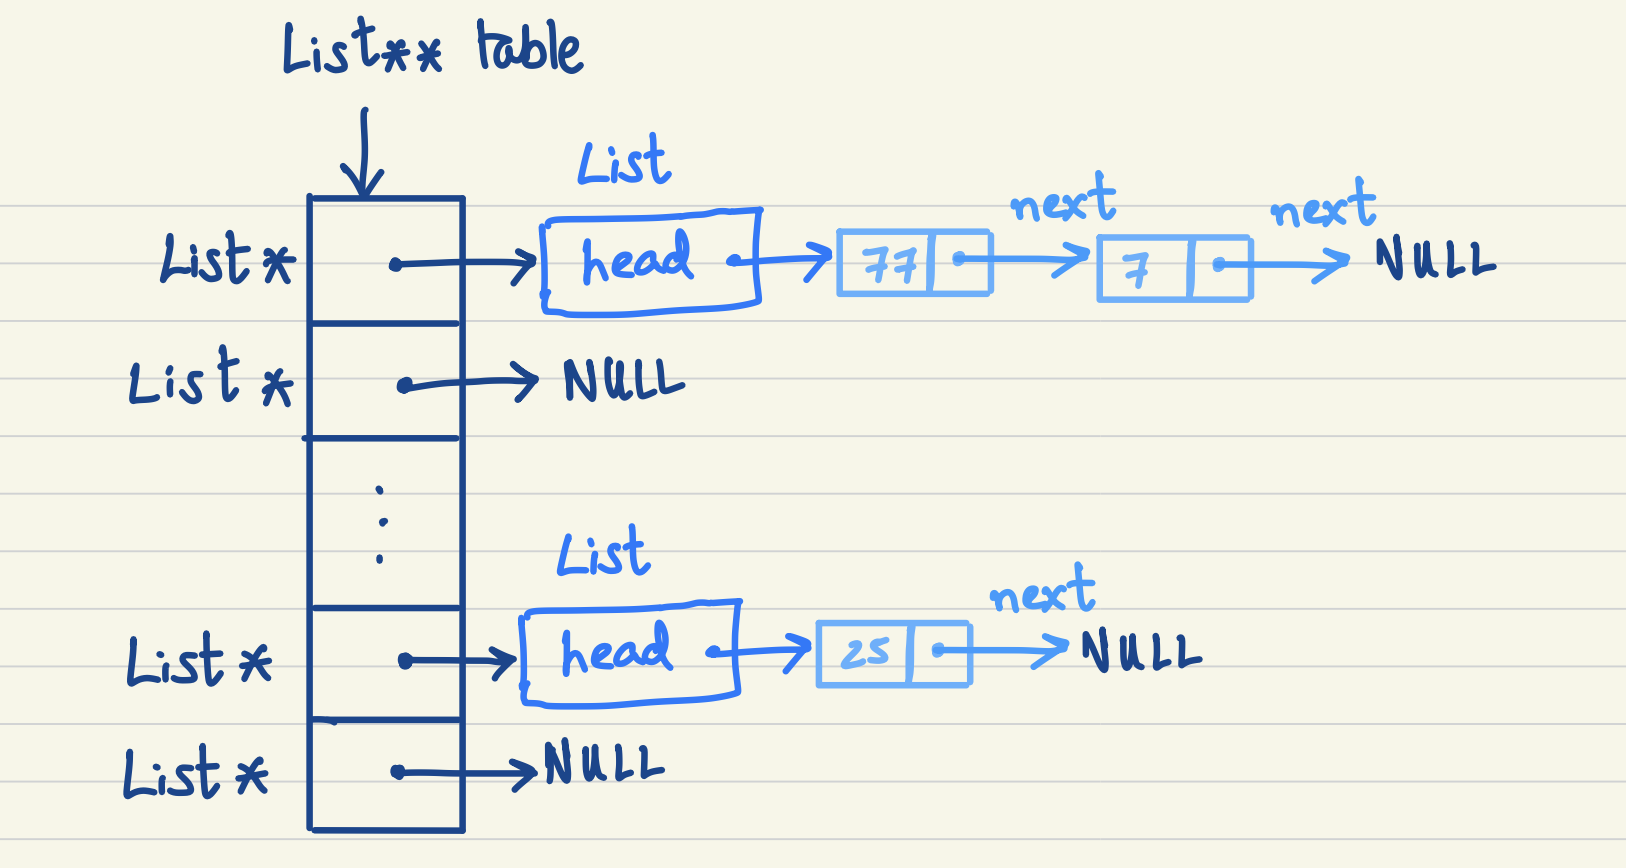 List** table
List
next
next
List* head 77 7 NULL
List* NULL
List
next
List* head 25 NULL
List* NULL